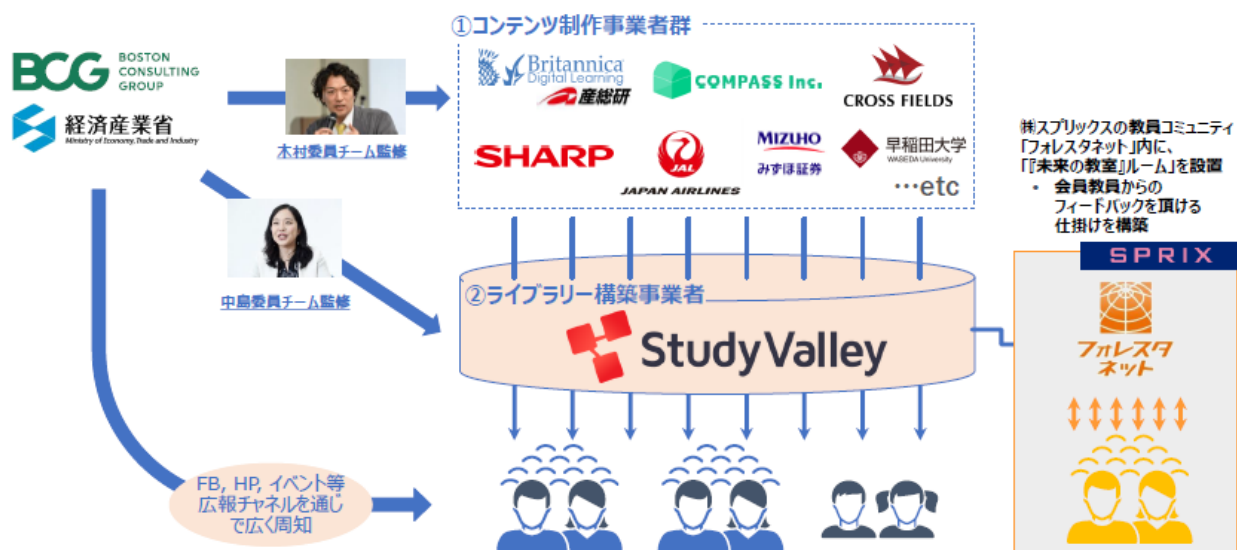 ①コンテンツ制作事業者群
BCG
BOSTON
CONSULTING
GROUP
経済産業省
Ministry of Economy, Trade and Industry
木村委員チーム監修
中島委員チーム監修
Britannica
Digital Learning
産総研
COMPASS Inc.
CROSS FIELDS
SHARP
JAL
JAPAN AIRLINES
MIZUHO
みずほ証券
早稲田大学
WASEDA University
…etc
㈱スプリックスの教員コミュニティ
「フォレスタネット」内に、
「『未来の教室』ルーム」を設置
• 会員教員からの
フィードバックを頂ける
仕掛けを構築
SPRIX
フォレスタ
ネット
②ライブラリー構築事業者
StudyValley
FB, HP, イベント等
広報チャネルを通じ
で広く周知